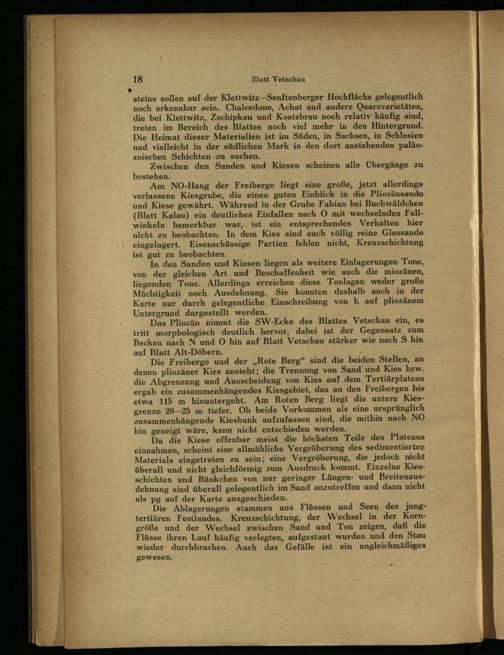 18
Blatt Vetschau
steine sollen auf der Klettwitz—Senftenberger Hochfläche gelegentlich
noch erkennbar sein. Chalcedone, Achat und andere Quarzvarietäten,
die bei Klettwitz, Zschipkau und Kostebrau noch relativ häufig sind,
treten im Bereich des Blattes noch viel mehr in den Hintergrund.
Die Heimat dieser Materialien ist im Süden, in Sachsen, in Schlesien
und vielleicht in der südlichen Mark in den dort anstehenden paläo-
zoischen Schichten zu suchen.
Zwischen den Sanden und Kiesen scheinen alle Übergänge zu
bestehen.
Am NO-Hang der Freiberge liegt eine große, jetzt allerdings
verlassene Kiesgrube, die einen guten Einblick in die Pliozänsande
und Kiese gewährt. Während in der Grube Fabian bei Buchwäldchen
(Blatt Kalau) ein deutliches Einfallen nach O mit wechselnden Fall-
winkeln bemerkbar war, ist ein entsprechendes Verhalten hier
nicht zu beobachten. In dem Kies sind auch völlig reine Glassande
eingelagert. Eisenschüssige Partien fehlen nicht, Kreuzschichtung
ist gut zu beobachten.
In den Sanden und Kiesen liegen als weitere Einlagerungen Tone,
von der gleichen Art und Beschaffenheit wie auch die miozänen,
liegenden Tone. Allerdings erreichen diese Tonlagen weder große
Mächtigkeit noch Ausdehnung. Sie konnten deshalb auch in der
Karte nur durch gelegentliche Einschreibung von h auf pliozänem
Untergrund dargestellt werden.
Das Pliozän nimmt die SW-Ecke des Blattes Vetschau ein, es
tritt morphologisch deutlich hervor, dabei ist der Gegensatz zum
Becken nach N und O hin auf Blatt Vetschau stärker wie nach S hin
auf Blatt Alt-Döbern.
Die Freiberge und der „Rote Berg“ sind die beiden Stellen, an
denen pliozäner Kies ansteht; die Trennung von Sand und Kies bzw.
die Abgrenzung und Ausscheidung von Kies auf dem Tertiärplateau
ergab ein zusammenhängendes Kiesgebiet, das an den Freibergen bis
etwa 115 m hinuntergeht. Am Roten Berg liegt die untere Kies-
grenze 20—25 m tiefer. Ob beide Vorkommen als eine ursprünglich
zusammenhängende Kiesbank aufzufassen sind, die mithin nach NO
hin geneigt wäre, kann nicht entschieden werden.
Da die Kiese offenbar meist die höchsten Teile des Plateaus
einnahmen, scheint eine allmähliche Vergröberung des sedimentierten
Materials eingetreten zu sein; eine Vergröberung, die jedoch nicht
überall und nicht gleichförmig zum Ausdruck kommt. Einzelne Kies-
schichten und Bänkchen von nur geringer Längen- und Breitenaus-
dehnung sind überall gelegentlich im Sand anzutreffen und dann nicht
als pg auf der Karte ausgeschieden.
Die Ablagerungen stammen aus Flüssen und Seen des jung-
tertiären Festlandes. Kreuzschichtung, der Wechsel in der Korn-
größe und der Wechsel zwischen Sand und Ton zeigen, daß die
Flüsse ihren Lauf häufig verlegten, aufgestaut wurden und den Stau
wieder durchbrachen. Auch das Gefälle ist ein ungleichmäßiges
gewesen.